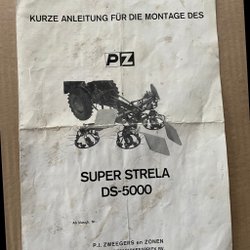 KURZE ANLEITUNG FÜR DIE MONTAGE DES
PZ
SUPER STRELA
DS-5000
P.J. ZWEEGERS en ZONEN